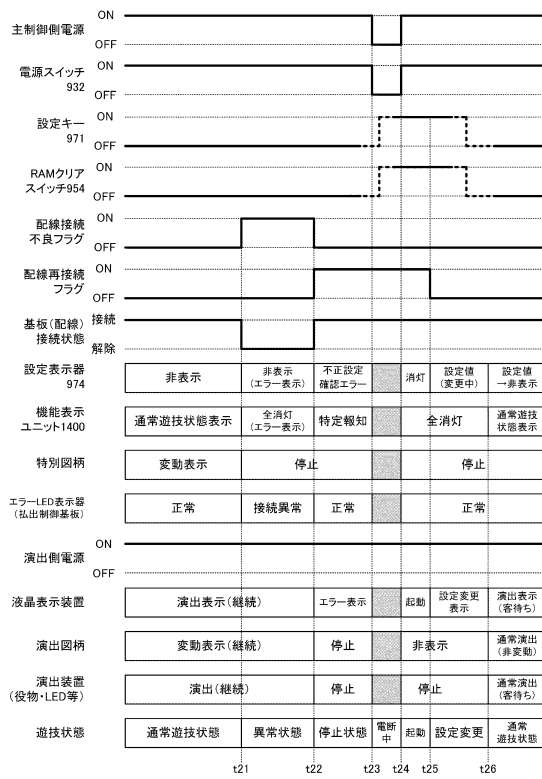 主制御側電源
ON
OFF
電源スイッチ
932
ON
OFF
設定キー
971
ON
OFF
RAMクリア
スイッチ954
ON
OFF
配線接続
不良フラグ
ON
OFF
配線再接続
フラグ
ON
OFF
基板(配線)
接続状態
接続
解除
設定表示器
974
非表示
非表示
(エラー表示)
不正設定
確認エラー
消灯
設定値
(変更中)
設定値
→非表示
機能表示
ユニット1400
通常遊技状態表示
全消灯
(エラー表示)
特定報知
全消灯
通常遊技
状態表示
特別図柄
変動表示
停止
停止
エラーLED表示器
(払出制御基板)
正常
接続異常
正常
正常
演出側電源
ON
OFF
液晶表示装置
演出表示(継続)
エラー表示
起動
設定変更
表示
演出表示
(客待ち)
演出図柄
変動表示(継続)
停止
非表示
通常演出
(非変動)
演出装置
(役物・LED等)
演出(継続)
停止
停止
通常演出
(客待ち)
遊技状態
通常遊技状態
異常状態
停止状態
電断
中
起動
設定変更
通常
遊技状態
t21
t22
t23
t24
t25
t26